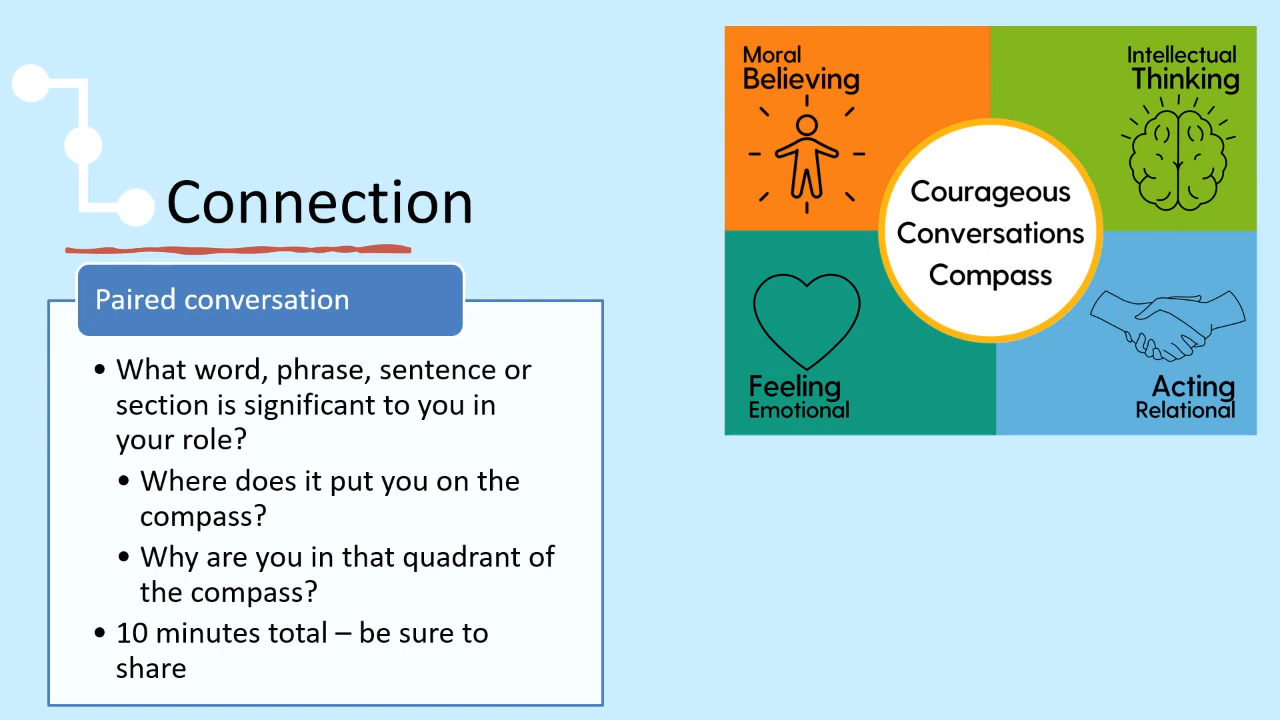 Connection
Paired conversation
• What word, phrase, sentence or
section is significant to you in
your role?
• Where does it put you on the
compass?
• Why are you in that quadrant of
the compass?
• 10 minutes total – be sure to
share
Moral
Believing
Intellectual
Thinking
Courageous
Conversations
Compass
Feeling
Emotional
Acting
Relational